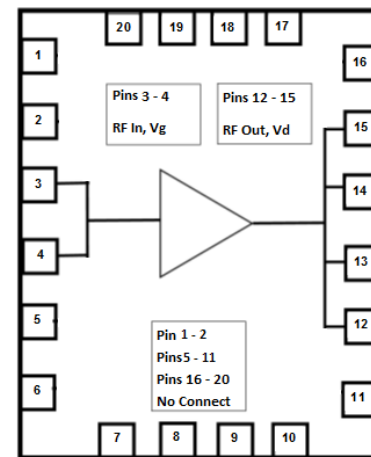 20 19 18 17
1
16
2
Pins 3 - 4
RF In, Vg
Pins 12 - 15
RF Out, Vd
15
3
14
4
13
5
12
Pin 1 - 2
Pins5 - 11
Pins 16 - 20
No Connect
6
11
7 8 9 10